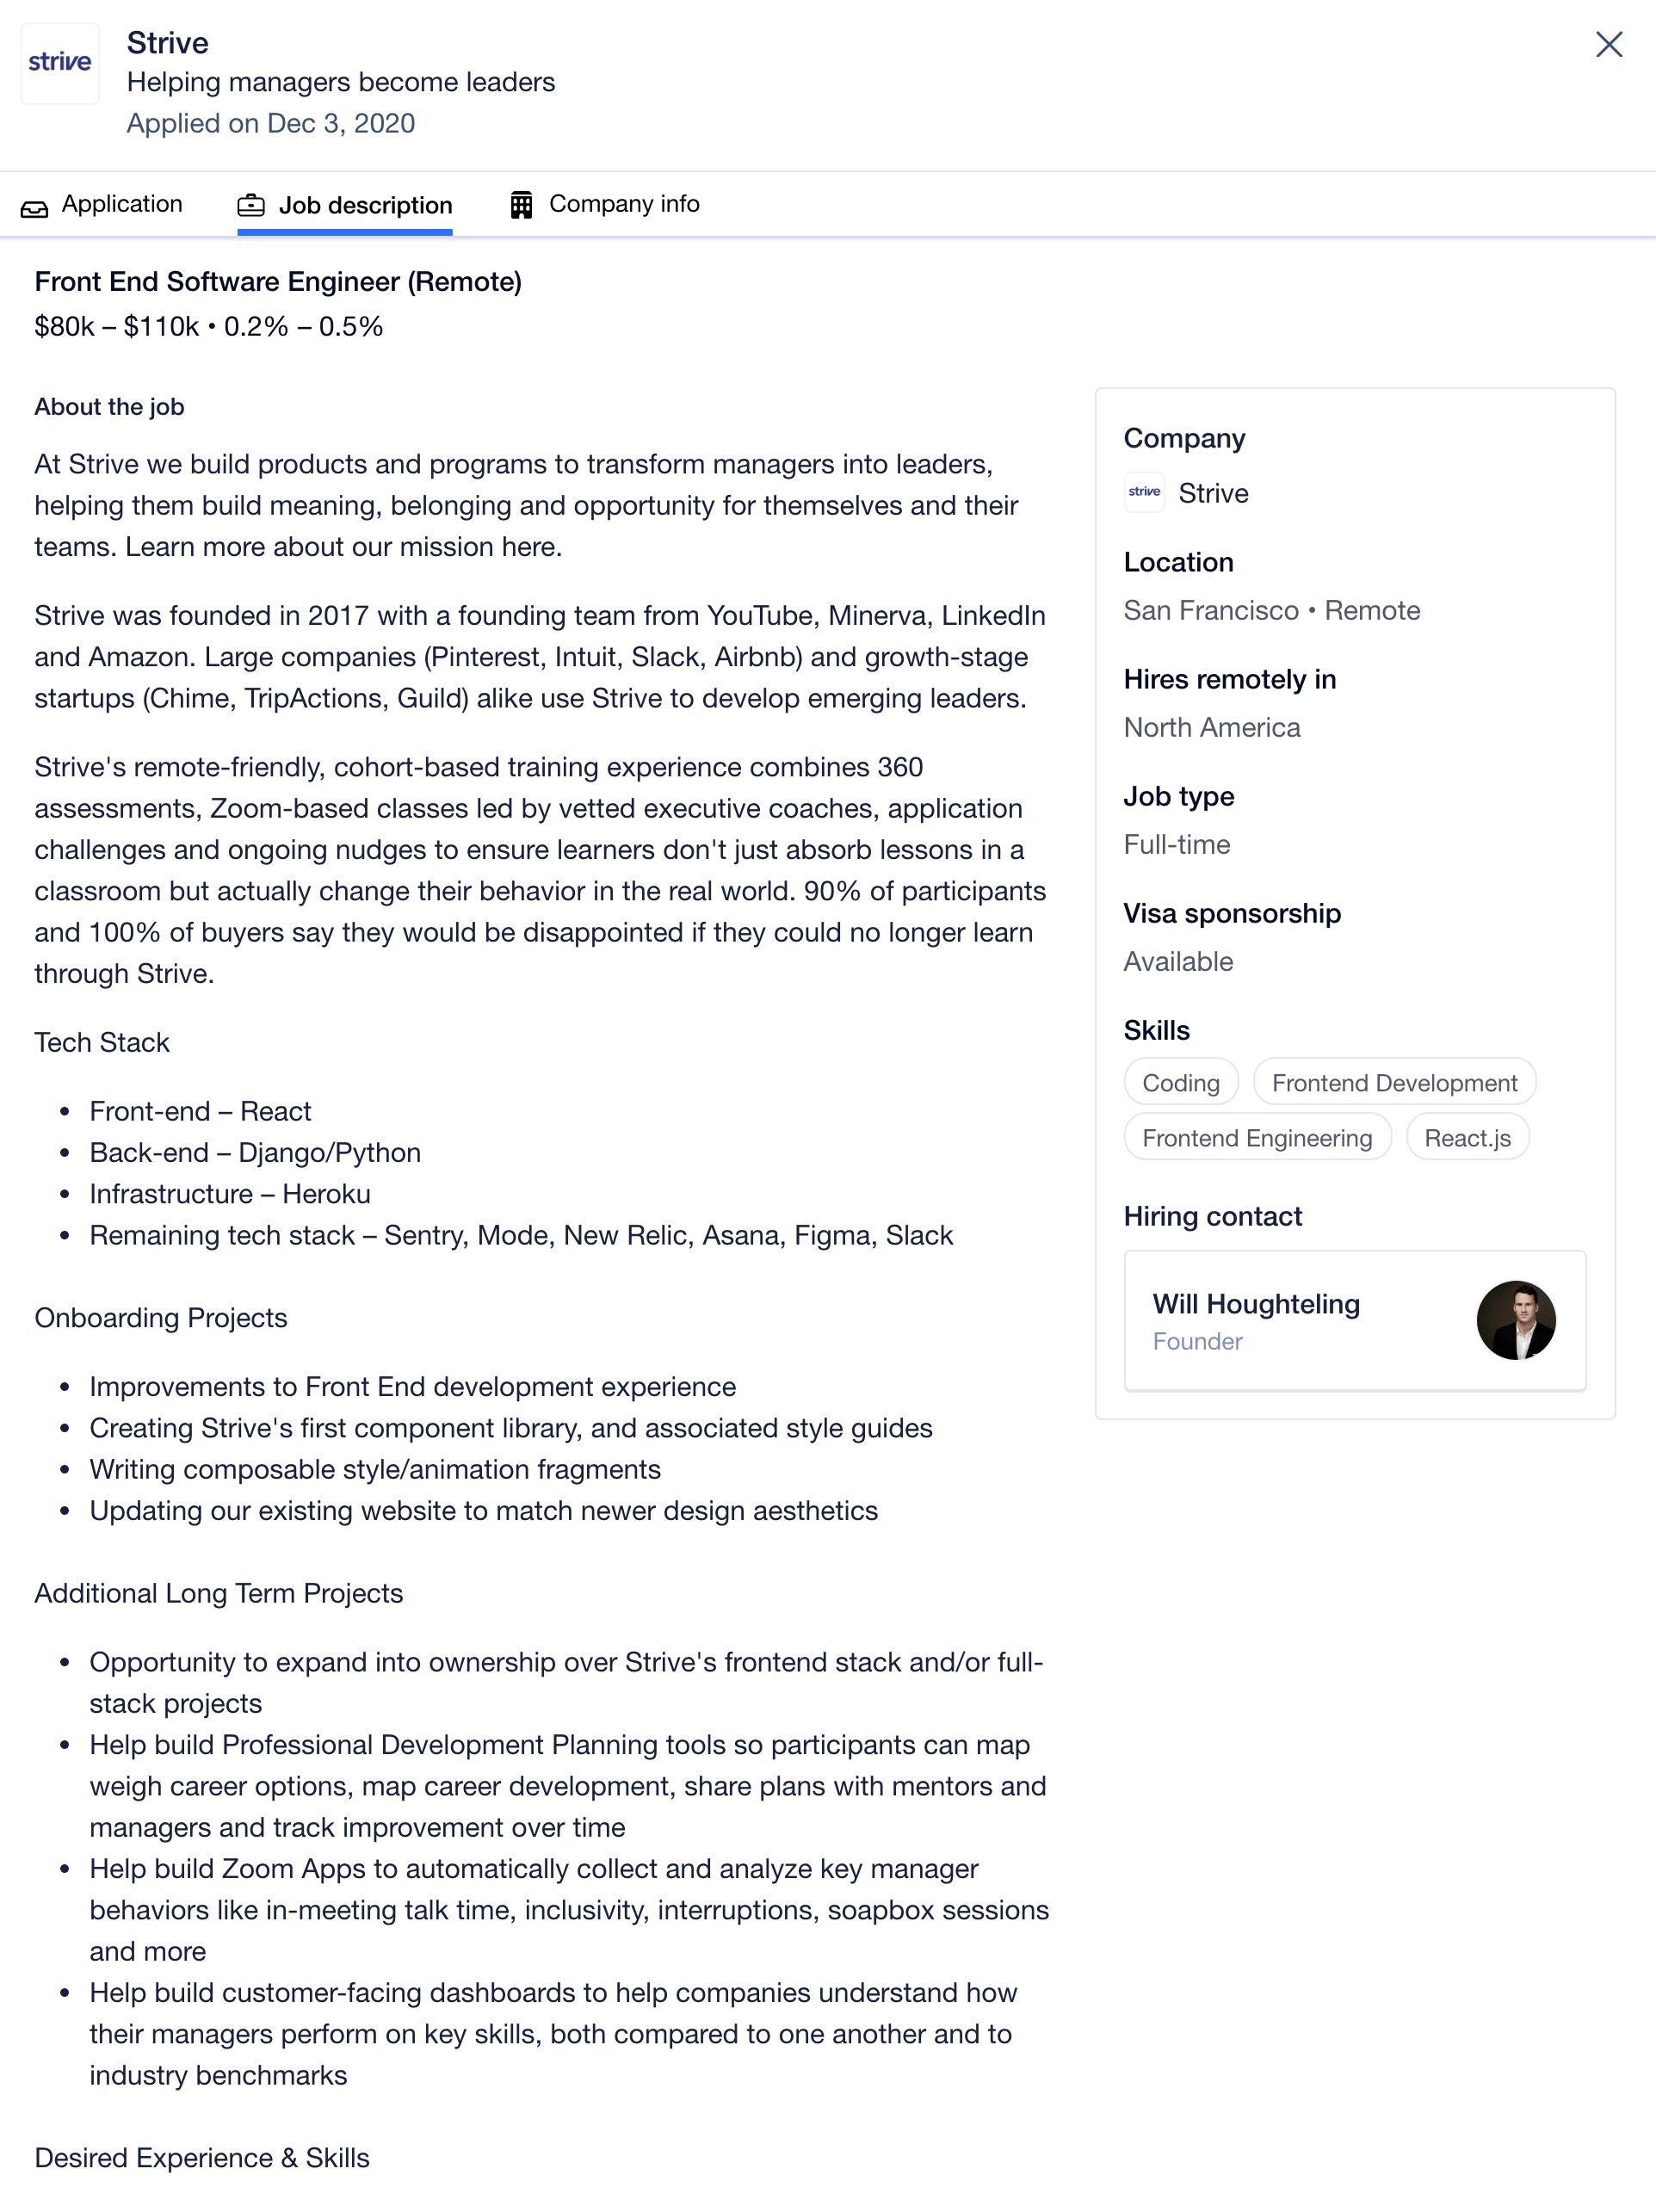 strive
Strive
Helping managers become leaders
Applied on Dec 3, 2020
Application
Job description
Company info
Front End Software Engineer (Remote)
$80k – $110k • 0.2% – 0.5%
About the job
At Strive we build products and programs to transform managers into leaders,
helping them build meaning, belonging and opportunity for themselves and their
teams. Learn more about our mission here.
Strive was founded in 2017 with a founding team from YouTube, Minerva, LinkedIn
and Amazon. Large companies (Pinterest, Intuit, Slack, Airbnb) and growth-stage
startups (Chime, TripActions, Guild) alike use Strive to develop emerging leaders.
Strive's remote-friendly, cohort-based training experience combines 360
assessments, Zoom-based classes led by vetted executive coaches, application
challenges and ongoing nudges to ensure learners don't just absorb lessons in a
classroom but actually change their behavior in the real world. 90% of participants
and 100% of buyers say they would be disappointed if they could no longer learn
through Strive.
Tech Stack
• Front-end – React
• Back-end – Django/Python
• Infrastructure – Heroku
• Remaining tech stack – Sentry, Mode, New Relic, Asana, Figma, Slack
Onboarding Projects
• Improvements to Front End development experience
• Creating Strive's first component library, and associated style guides
• Writing composable style/animation fragments
• Updating our existing website to match newer design aesthetics
Additional Long Term Projects
• Opportunity to expand into ownership over Strive's frontend stack and/or full-
stack projects
• Help build Professional Development Planning tools so participants can map
weigh career options, map career development, share plans with mentors and
managers and track improvement over time
• Help build Zoom Apps to automatically collect and analyze key manager
behaviors like in-meeting talk time, inclusivity, interruptions, soapbox sessions
and more
• Help build customer-facing dashboards to help companies understand how
their managers perform on key skills, both compared to one another and to
industry benchmarks
Desired Experience & Skills
Company
strive
Strive
Location
San Francisco • Remote
Hires remotely in
North America
Job type
Full-time
Visa sponsorship
Available
Skills
Coding
Frontend Development
Frontend Engineering
React.js
Hiring contact
Will Houghteling
Founder